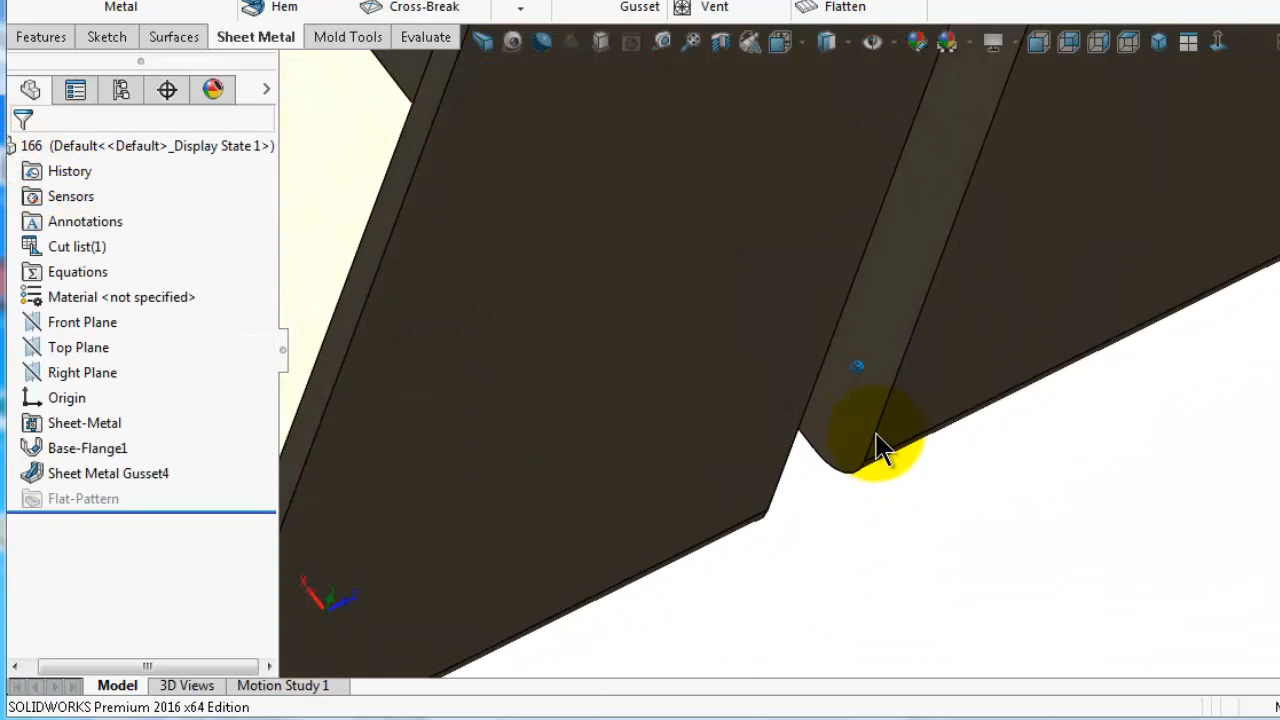 Metal
Hem
Cross-Break
Gusset
Vent
Flatten
Features
Sketch
Surfaces
Sheet Metal
Mold Tools
Evaluate
166 (Default<<Default>_Display State 1>)
History
Sensors
Annotations
Cut list(1)
Equations
Material <not specified>
Front Plane
Top Plane
Right Plane
Origin
Sheet-Metal
Base-Flange1
Sheet Metal Gusset4
Flat-Pattern
X
Z
Model
3D Views
Motion Study 1
SOLIDWORKS Premium 2016 x64 Edition